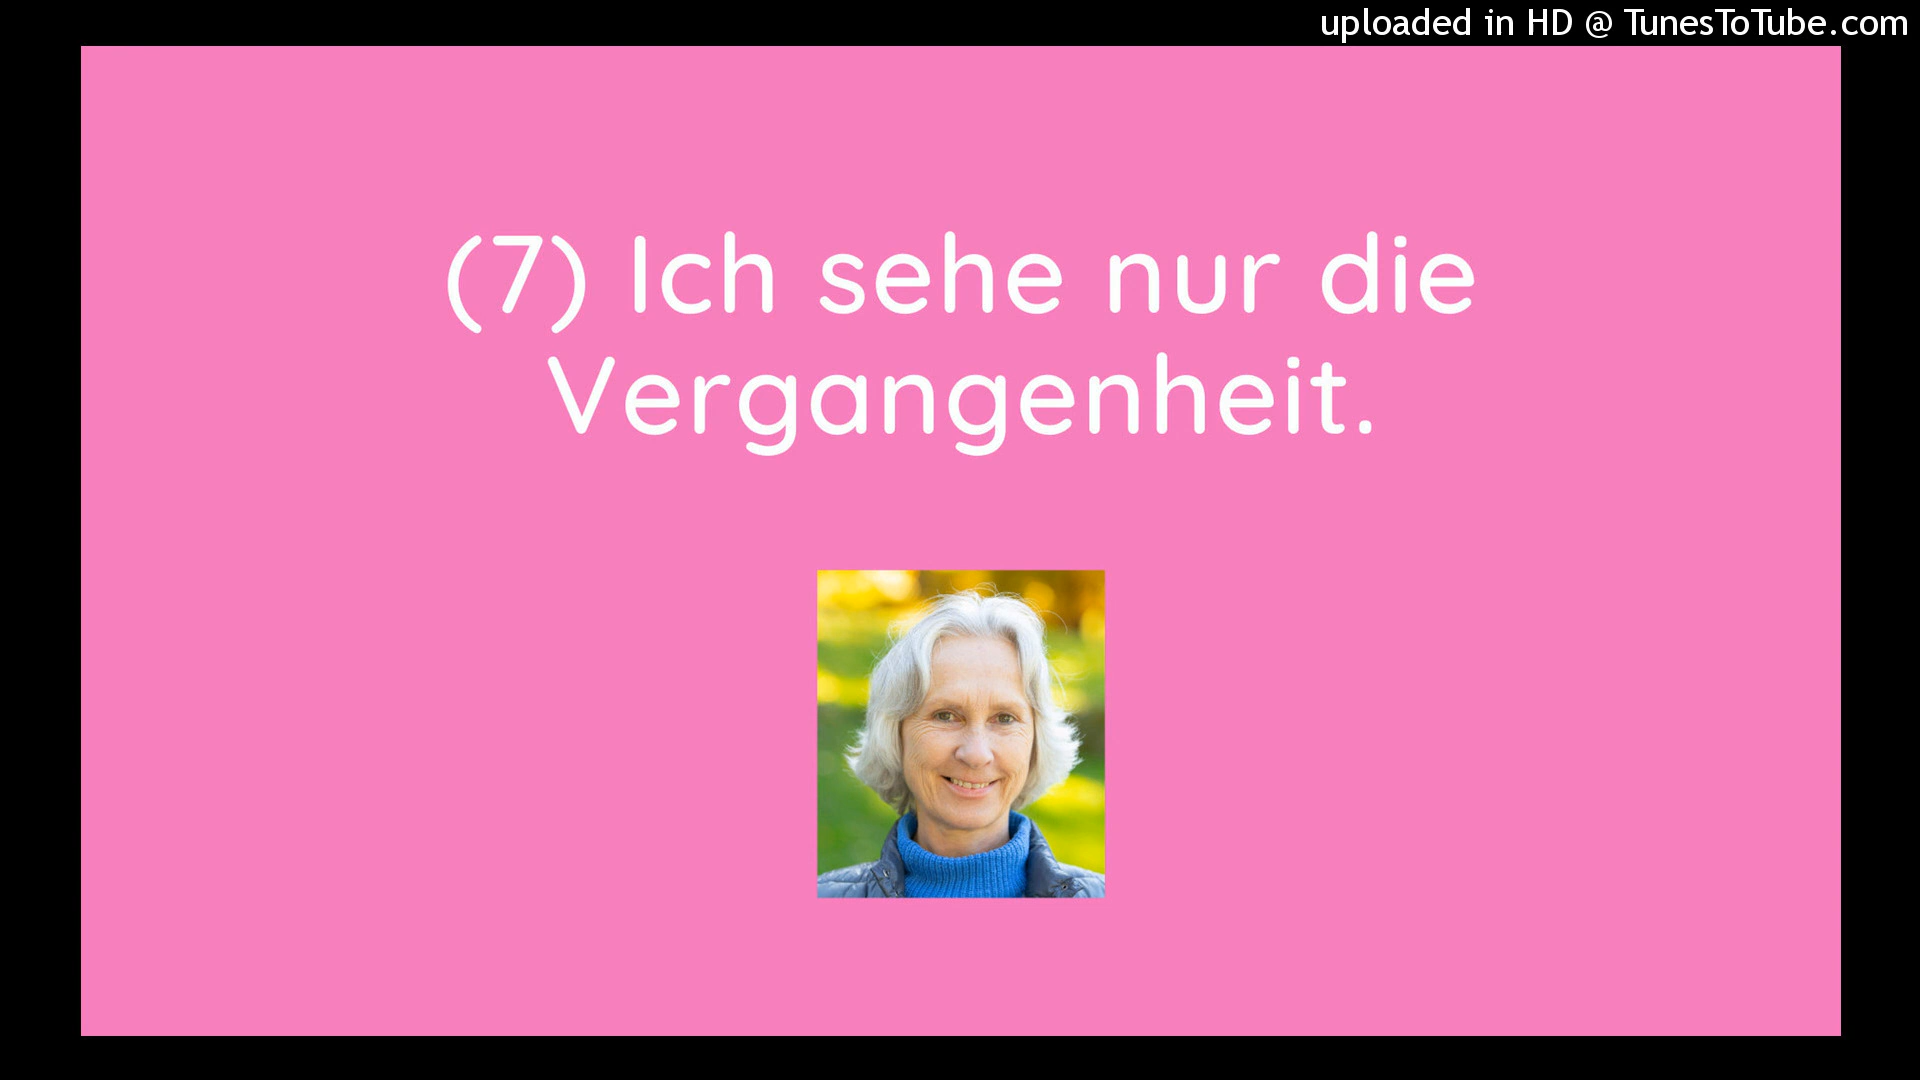 uploaded in HD @ TunesToTube.com
(7) Ich sehe nur die
Vergangenheit.